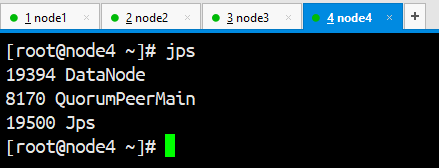 1 node1 × 2 node2 × 3 node3 × 4 node4 × +
[root@node4 ~]# jps
19394 DataNode
8170 QuorumPeerMain
19500 Jps
[root@node4 ~]#